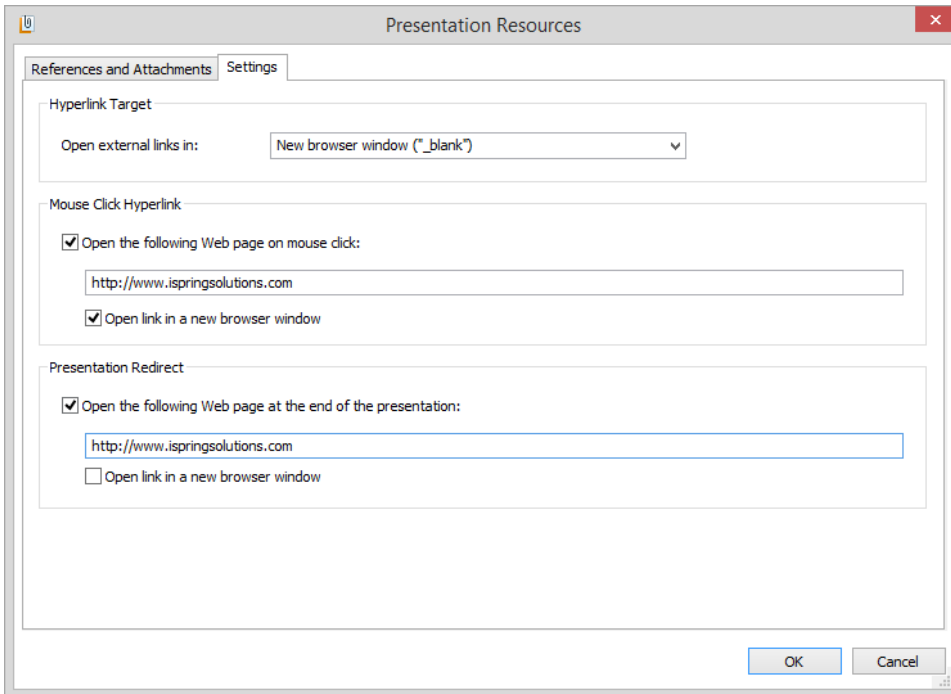 Presentation Resources
References and Attachments
Settings
Hyperlink Target
Open external links in:
New browser window ("_blank")
Mouse Click Hyperlink
Open the following Web page on mouse click:
http://www.ispringsolutions.com
Open link in a new browser window
Presentation Redirect
Open the following Web page at the end of the presentation:
http://www.ispringsolutions.com
Open link in a new browser window
OK
Cancel